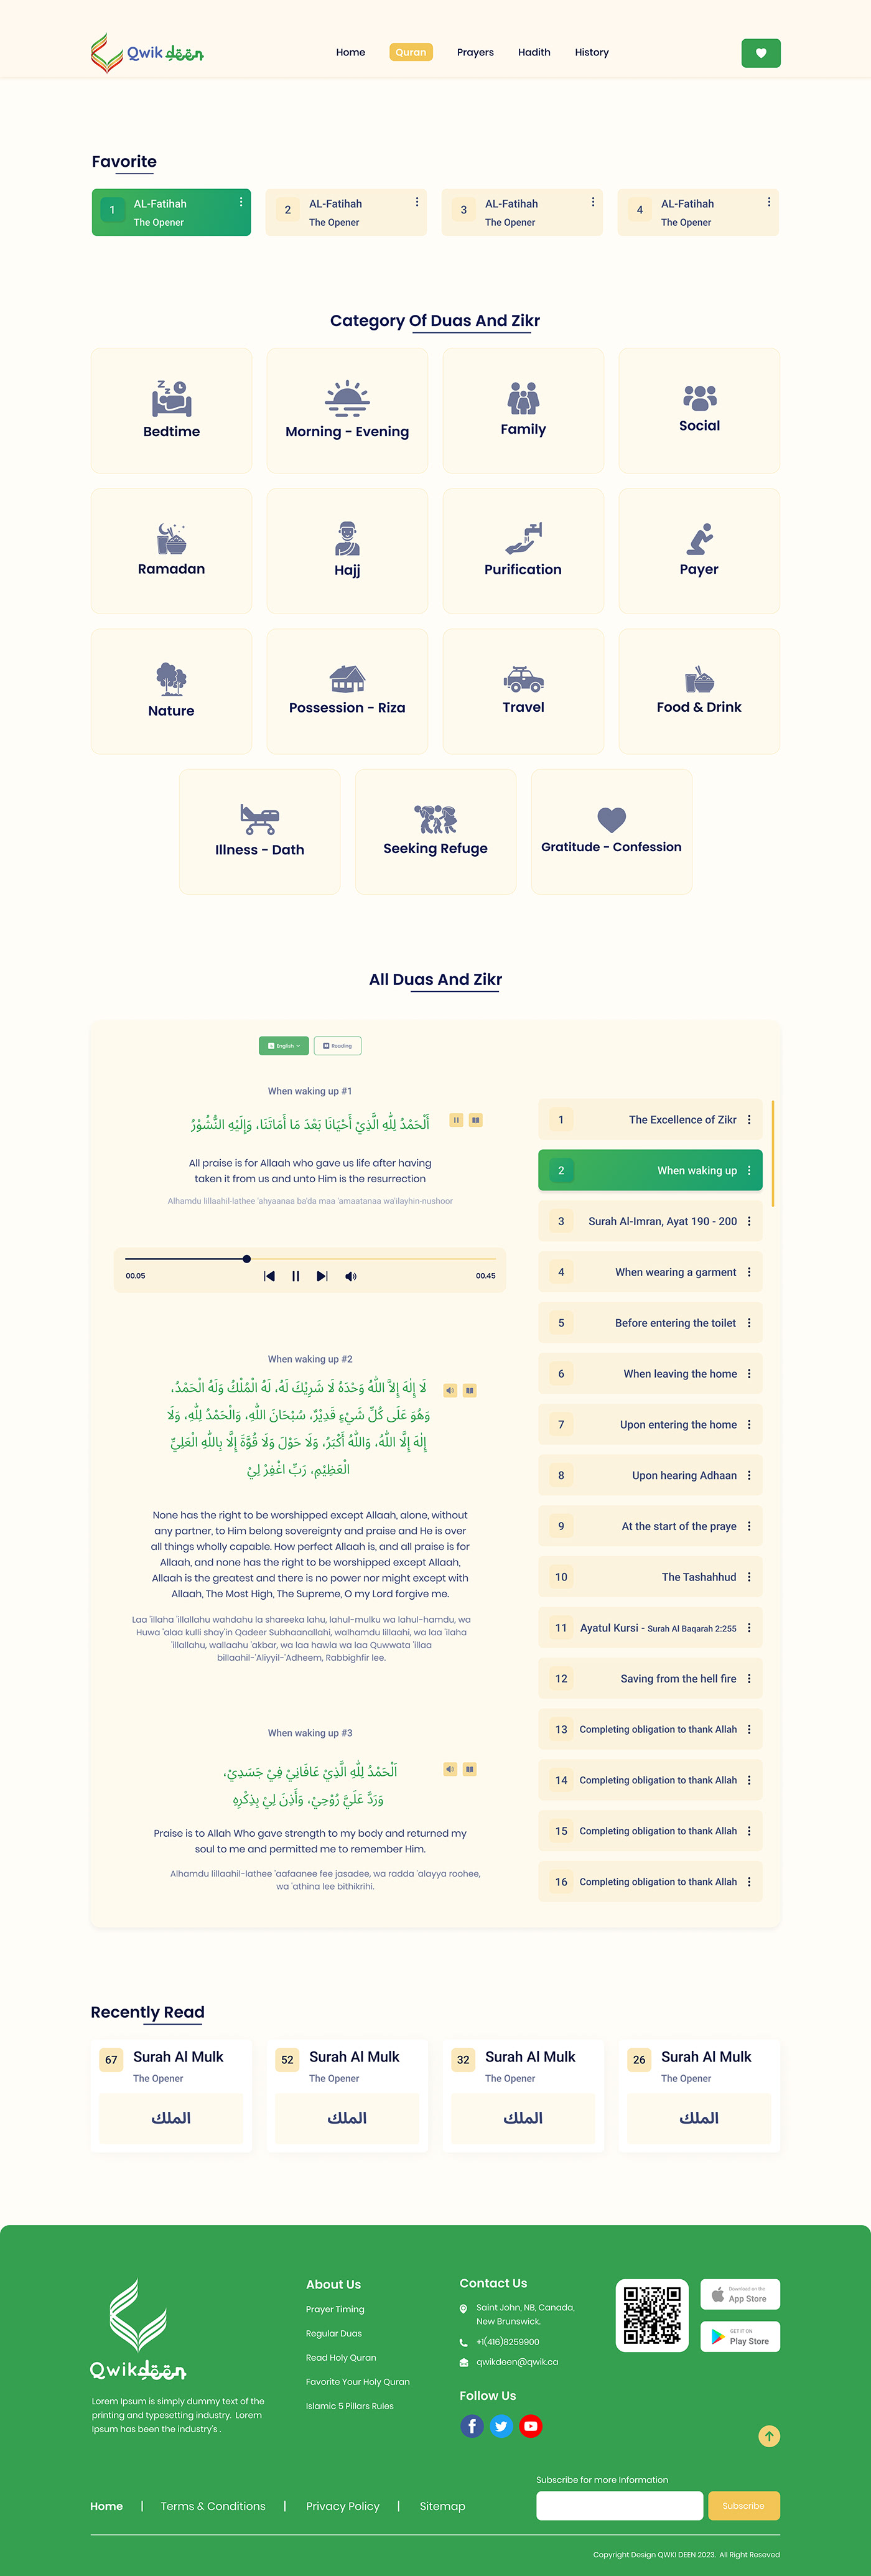 Qwik deen
Home
Quran
Prayers
Hadith
History
Favorite
1
AL-Fatihah
The Opener
2
AL-Fatihah
The Opener
3
AL-Fatihah
The Opener
4
AL-Fatihah
The Opener
Category Of Duas And Zikr
Bedtime
Morning - Evening
Family
Social
Ramadan
Hajj
Purification
Payer
Nature
Possession - Riza
Travel
Food & Drink
Illness - Dath
Seeking Refuge
Gratitude - Confession
All Duas And Zikr
English
Reading
When waking up #1
أَلْحَمْدُ لِلّٰهِ الَّذِيْ أَحْيَانَا بَعْدَ مَا أَمَاتَنَا، وَإِلَيْهِ النُّشُوْرُ
All praise is for Allaah who gave us life after having
taken it from us and unto Him is the resurrection
Alhamdu lillaahil-lathee 'ahyaanaa ba'da maa 'amaatanaa wa'ilayhin-nushoor
00.05
00.45
When waking up #2
لَا إِلٰهَ إِلاَّ اللّٰهُ وَحْدَهُ لَا شَرِيْكَ لَهُ، لَهُ الْمُلْكُ وَلَهُ الْحَمْدُ،
وَهُوَ عَلَى كُلِّ شَيْءٍ قَدِيْرٌ، سُبْحَانَ اللّٰهِ، وَالْحَمْدُ لِلّٰهِ، وَلَا
إِلٰهَ إِلَّا اللّٰهُ، وَاللّٰهُ أَكْبَرُ، وَلَا حَوْلَ وَلَا قُوَّةَ إِلَّا بِاللّٰهِ الْعَلِيِّ
الْعَظِيْمِ، رَبِّ اغْفِرْ لِيْ
None has the right to be worshipped except Allaah, alone, without
any partner, to Him belong sovereignty and praise and He is over
all things wholly capable. How perfect Allaah is, and all praise is for
Allaah, and none has the right to be worshipped except Allaah,
Allaah is the greatest and there is no power nor might except with
Allaah, The Most High, The Supreme, O my Lord forgive me.
Laa 'illaha 'illallahu wahdahu la shareeka lahu, lahul-mulku wa lahul-hamdu, wa
Huwa 'alaa kulli shay'in Qadeer Subhaanallahi, walhamdu lillaahi, wa laa 'ilaha
'illallahu, wallaahu 'akbar, wa laa hawla wa laa Quwwata 'illaa
billaahil-'Aliyyil-'Adheem, Rabbighfir lee.
When waking up #3
اَلْحَمْدُ لِلّٰهِ الَّذِيْ عَافَانِيْ فِيْ جَسَدِيْ،
وَرَدَّ عَلَيَّ رُوْحِيْ، وَأَذِنَ لِيْ بِذِكْرِهِ
Praise is to Allah Who gave strength to my body and returned my
soul to me and permitted me to remember Him.
Alhamdu lillaahil-lathee 'aafaanee fee jasadee, wa radda 'alayya roohee,
wa 'athina lee bithikrihi.
1 The Excellence of Zikr
2 When waking up
3 Surah Al-Imran, Ayat 190 - 200
4 When wearing a garment
5 Before entering the toilet
6 When leaving the home
7 Upon entering the home
8 Upon hearing Adhaan
9 At the start of the praye
10 The Tashahhud
11 Ayatul Kursi - Surah Al Baqarah 2:255
12 Saving from the hell fire
13 Completing obligation to thank Allah
14 Completing obligation to thank Allah
15 Completing obligation to thank Allah
16 Completing obligation to thank Allah
Recently Read
67
Surah Al Mulk
The Opener
الملك
52
Surah Al Mulk
The Opener
الملك
32
Surah Al Mulk
The Opener
الملك
26
Surah Al Mulk
The Opener
الملك
Qwikdeen
Lorem Ipsum is simply dummy text of the
printing and typesetting industry. Lorem
Ipsum has been the industry's .
About Us
Prayer Timing
Regular Duas
Read Holy Quran
Favorite Your Holy Quran
Islamic 5 Pillars Rules
Contact Us
Saint John, NB, Canada,
New Brunswick.
+1(416)8259900
qwikdeen@qwik.ca
Follow Us
Download on the
App Store
GET IT ON
Play Store
Subscribe for more Information
Subscribe
Home | Terms & Conditions | Privacy Policy | Sitemap
Copyright Design QWKI DEEN 2023. All Right Reseved